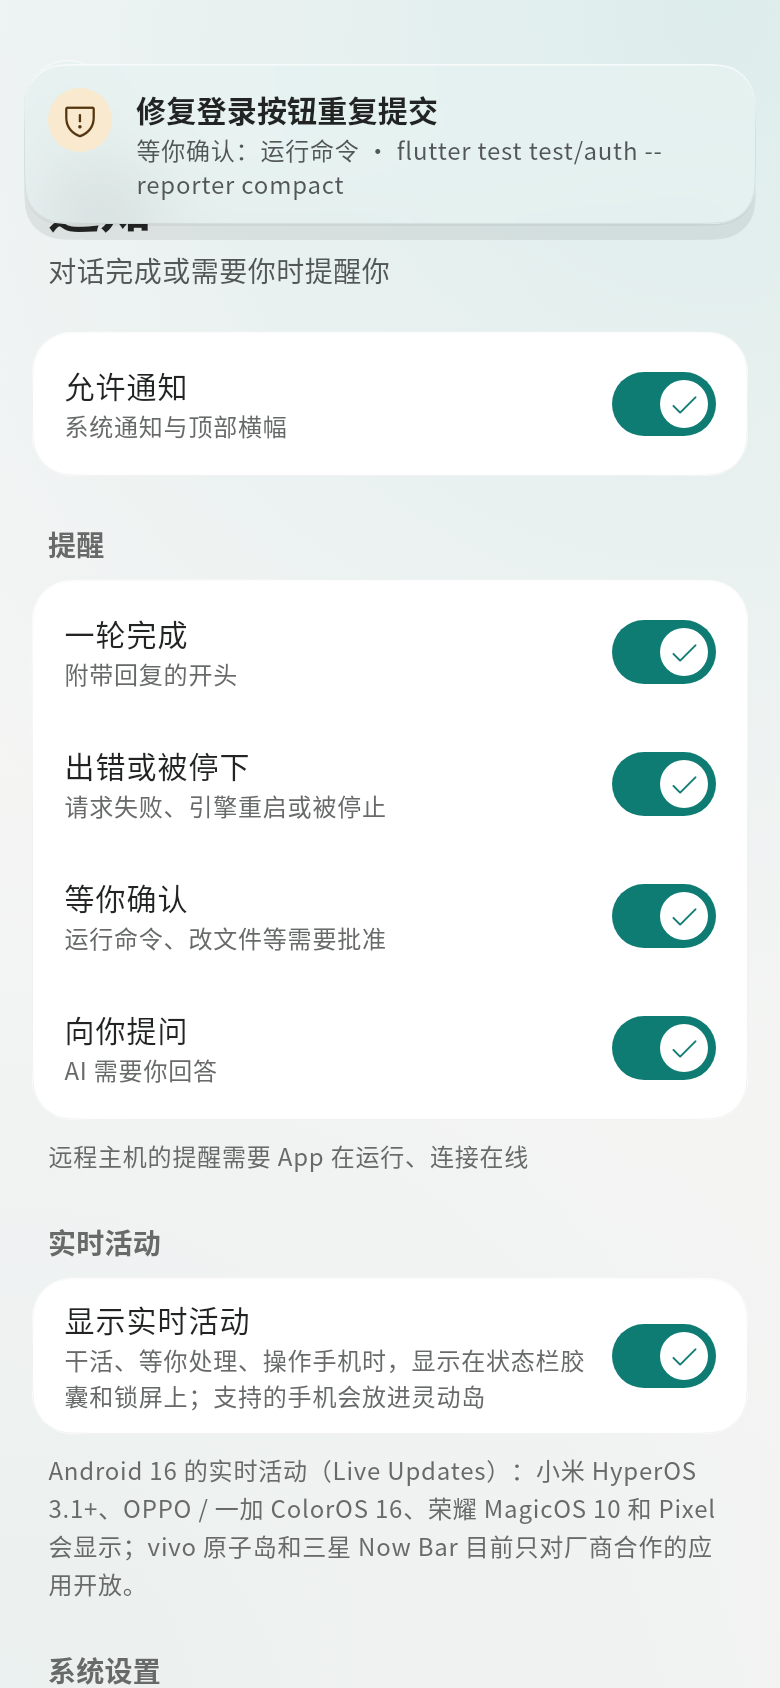 修复登录按钮重复提交
等你确认：运行命令 · flutter test test/auth --
reporter compact
对话完成或需要你时提醒你
允许通知
系统通知与顶部横幅
提醒
一轮完成
附带回复的开头
出错或被停下
请求失败、引擎重启或被停止
等你确认
运行命令、改文件等需要批准
向你提问
AI 需要你回答
远程主机的提醒需要 App 在运行、连接在线
实时活动
显示实时活动
干活、等你处理、操作手机时，显示在状态栏胶
囊和锁屏上；支持的手机会放进灵动岛
Android 16 的实时活动（Live Updates）：小米 HyperOS
3.1+、OPPO / 一加 ColorOS 16、荣耀 MagicOS 10 和 Pixel
会显示；vivo 原子岛和三星 Now Bar 目前只对厂商合作的应
用开放。
系统设置